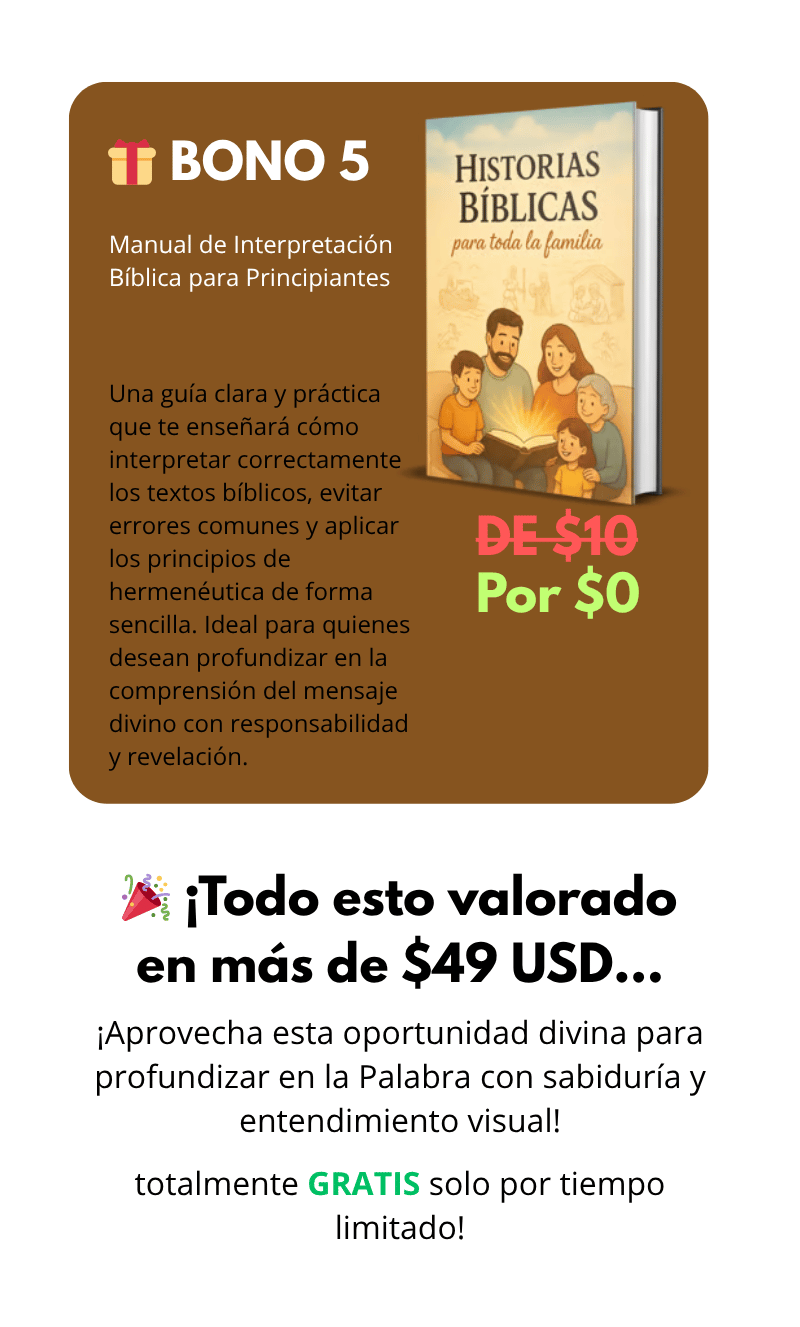 🎁 BONO 5
Manual de Interpretación
Bíblica para Principiantes
HISTORIAS
BÍBLICAS
para toda la familia
Una guía clara y práctica
que te enseñará cómo
interpretar correctamente
los textos bíblicos, evitar
errores comunes y aplicar
los principios de
hermenéutica de forma
sencilla. Ideal para quienes
desean profundizar en la
comprensión del mensaje
divino con responsabilidad
y revelación.
DE $10
Por $0
🎉 ¡Todo esto valorado
en más de $49 USD...
¡Aprovecha esta oportunidad divina para
profundizar en la Palabra con sabiduría y
entendimiento visual!
totalmente GRATIS solo por tiempo
limitado!